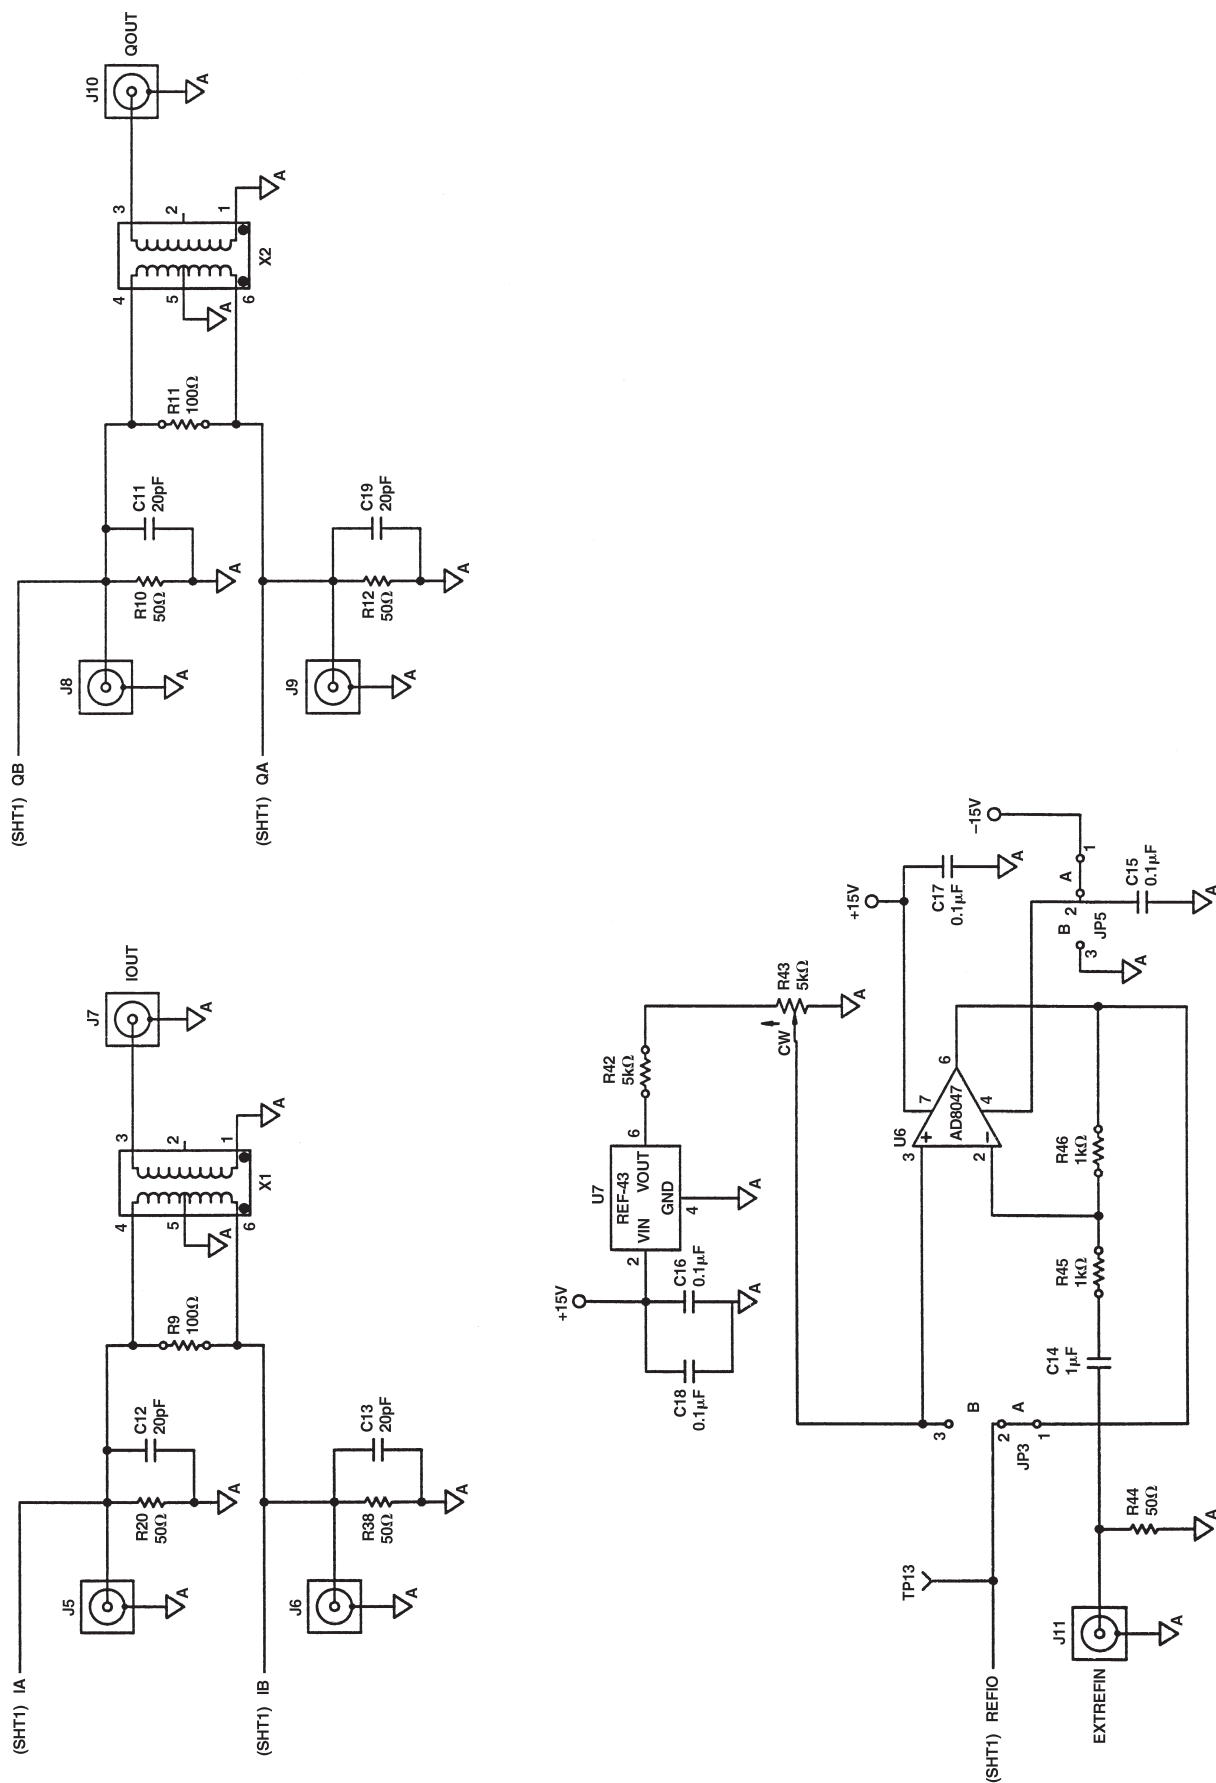 (SHT1) IA
J5
A
R20
50Ω
C12
20pF
A
R9
100Ω
4
5
6
A
X1
3
2
1
A
J7
IOUT
A
(SHT1) IB
J6
A
R38
50Ω
C13
20pF
A
(SHT1) QB
J8
A
R10
50Ω
C11
20pF
A
R11
100Ω
4
5
6
A
X2
3
2
1
A
J10
QOUT
A
(SHT1) QA
J9
A
R12
50Ω
C19
20pF
A
+15V
C18
0.1µF
C16
0.1µF
A
2
U7
REF-43
VIN VOUT
GND
6
4
A
R42
5kΩ
CW
R43
5kΩ
A
+15V
C17
0.1µF
A
–15V
U6
AD8047
+
–
3
2
7
4
6
B
A
3
2
1
JP5
A
C15
0.1µF
A
3
B
2
A
1
JP3
TP13
(SHT1) REFIO
EXTREFIN
J11
A
R44
50Ω
A
C14
1µF
R45
1kΩ
R46
1kΩ